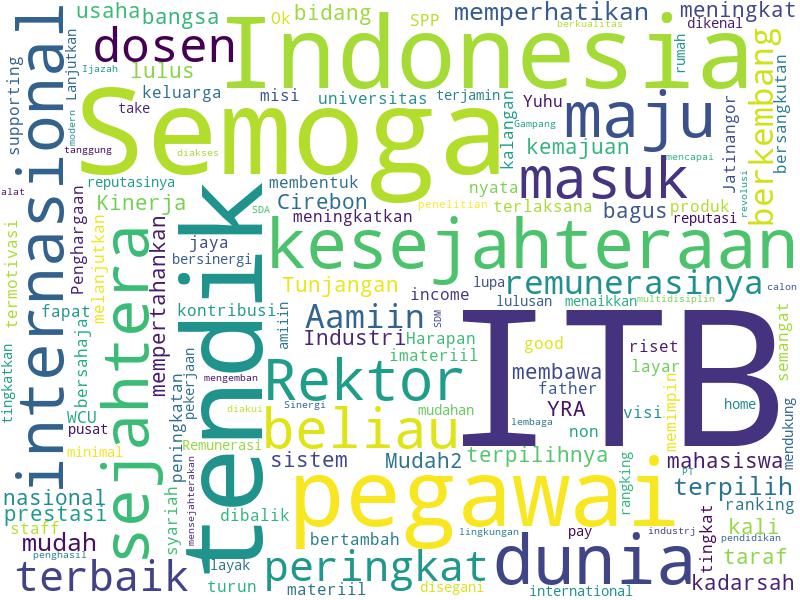 usaha
bangsa
Ok
bidang
SPP
memperhatikan
meningkat
berkualitas
dikenal
dosen
Indonesia
rumah
berkembang
internasional
supporting
Lanjutkan
Ijazah
lulus
keluarga
misi
universitas
terjamin
Yuhu
maju
bersangkutan
Semoga
take
kalangan
Gampang
kemajuan
Jatinangor
modern
tanggung
diakses
mencapai
masuk
revolusi
alat
reputasinya
membentuk
nyata
Kinerja
SDA
Cirebon
penelitian
terlaksana
bagus
produk
meningkatkan
reputasi
Penghargaan
melanjutkan
mempertahankan
termotivasi
sejahtera
tendik
jaya
bersinergi
kesejahteraan
Tunjangan
income
lupa
remunerasinya
calon
lulusan
menaikkan
multidisiplin
fapat
kontribusi
amiiin
Aamiin
SDM
ITB
semangat
Industri
Harapan
imateriil
good
riset
tingkatkan
bersahaja
pekerjaan
mengemban
Rektor
membawa
layar
father
memimpin
WCU
diakui
Sinergi
mudahan
YRA
visi
home
pusat
beliau
lembaga
non
mendukung
minimal
peningkatan
Remunerasi
sistem
Mudah2
terpilihnya
mahasiswa
rangking
PT
nasional
prestasi
syariah
mensejahterakan
pegawai
terpilih
staff
dibalik
ranking
mudah
bertambah
lingkungan
pay
industrj
tingkat
kali
pendidikan
penghasil
terbaik
layak
turun
peringkat
dunia
taraf
materiil
disegani
international
kadarsah